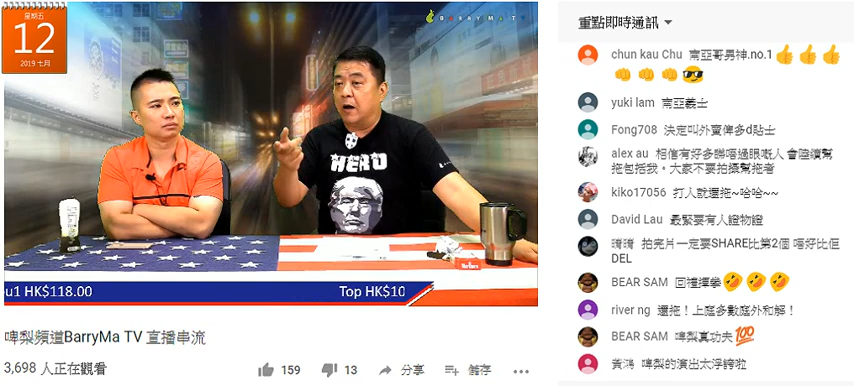 星期五
12
2019 七月
BARRYMA TV
HERO
Marlboro
ou1 HK$118.00
Top HK$10
啤梨頻道BarryMa TV 直播串流
3,698 人正在觀看
159
13
分享
儲存
重點即時通訊
chun kau Chu 南亞哥男神.no.1👍👍👍
👊👊👊😎
yuki lam 南亞義士
Fong708 決定叫外賣俾多d貼士
alex au 相信有好多睇唔過眼嘅人 會陸續幫
拖包括我。大家不要拍攝幫拖者
kiko17056 打人就還拖~哈哈~~
David Lau 最緊要有人證物證
晴晴 拍完片一定要SHARE比第2個 唔好比佢
DEL
BEAR SAM 回禮揮拳🤣🤣🤣
river ng 還拖！上庭多數庭外和解！
BEAR SAM 啤梨真功夫💯
黃鴻 啤梨的演出太浮誇啦